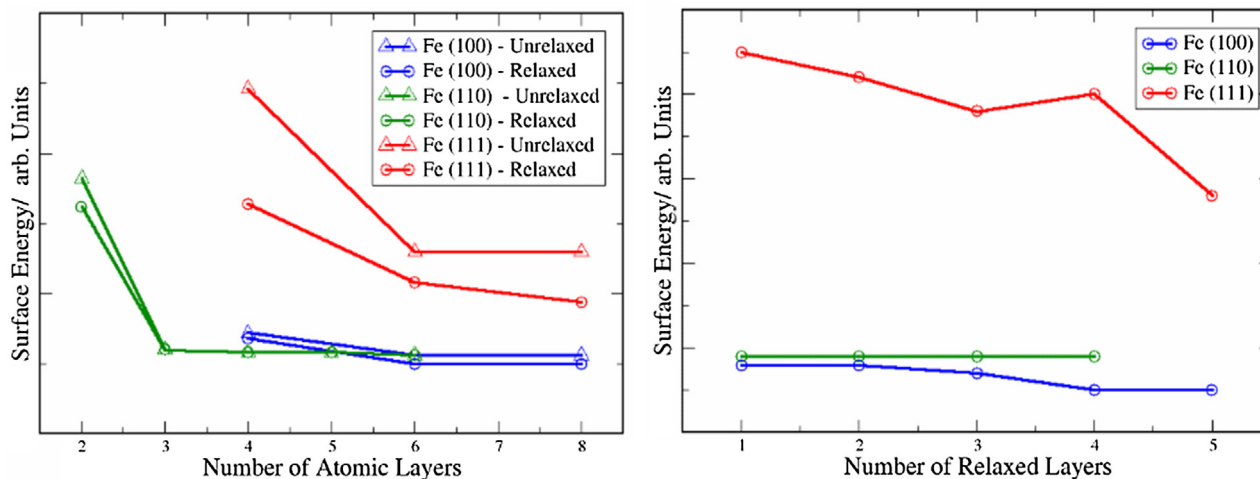 Surface Energy/ arb. Units
Fe (100) - Unrelaxed
Fe (100) - Relaxed
Fe (110) - Unrelaxed
Fe (110) - Relaxed
Fe (111) - Unrelaxed
Fe (111) - Relaxed
2 3 4 5 6 7 8
Number of Atomic Layers
Surface Energy/ arb. Units
Fe (100)
Fe (110)
Fe (111)
1 2 3 4 5
Number of Relaxed Layers